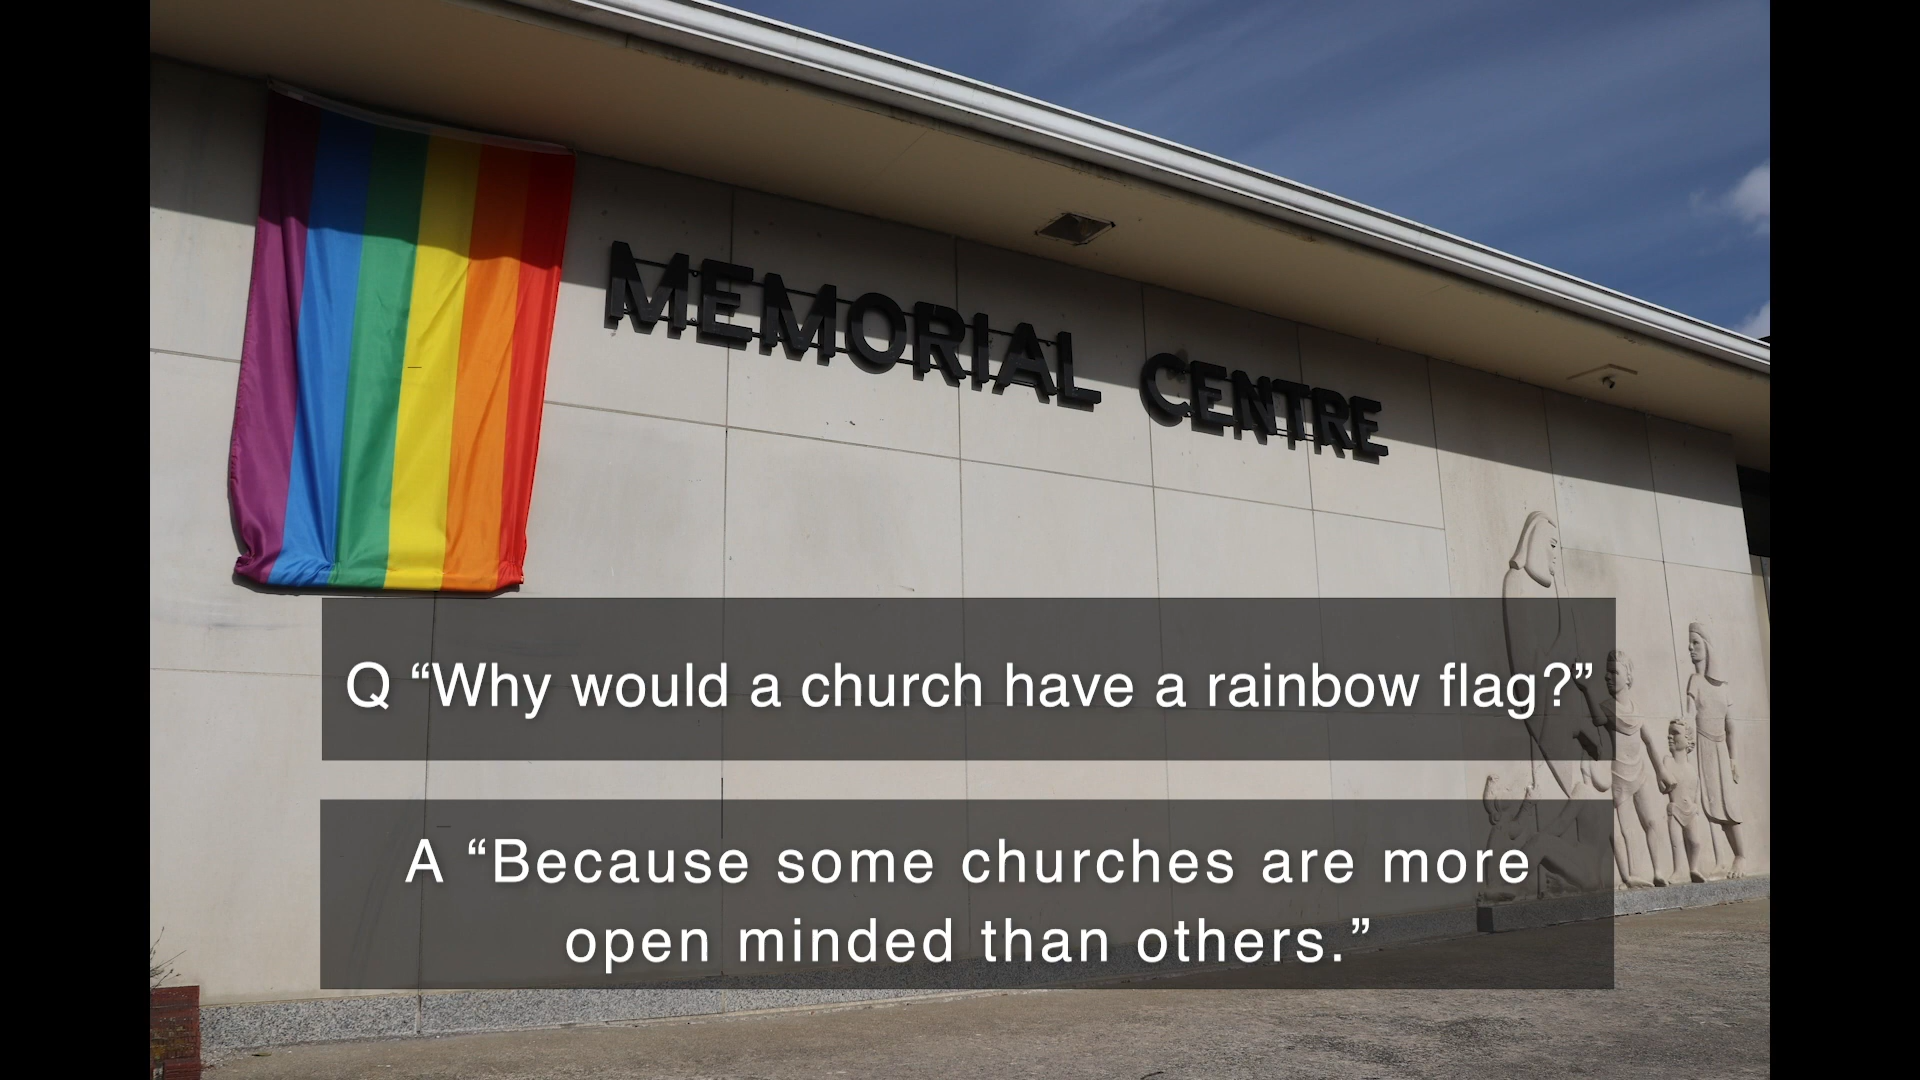 MEMORIAL CENTRE
Q “Why would a church have a rainbow flag?”
A “Because some churches are more
open minded than others.”